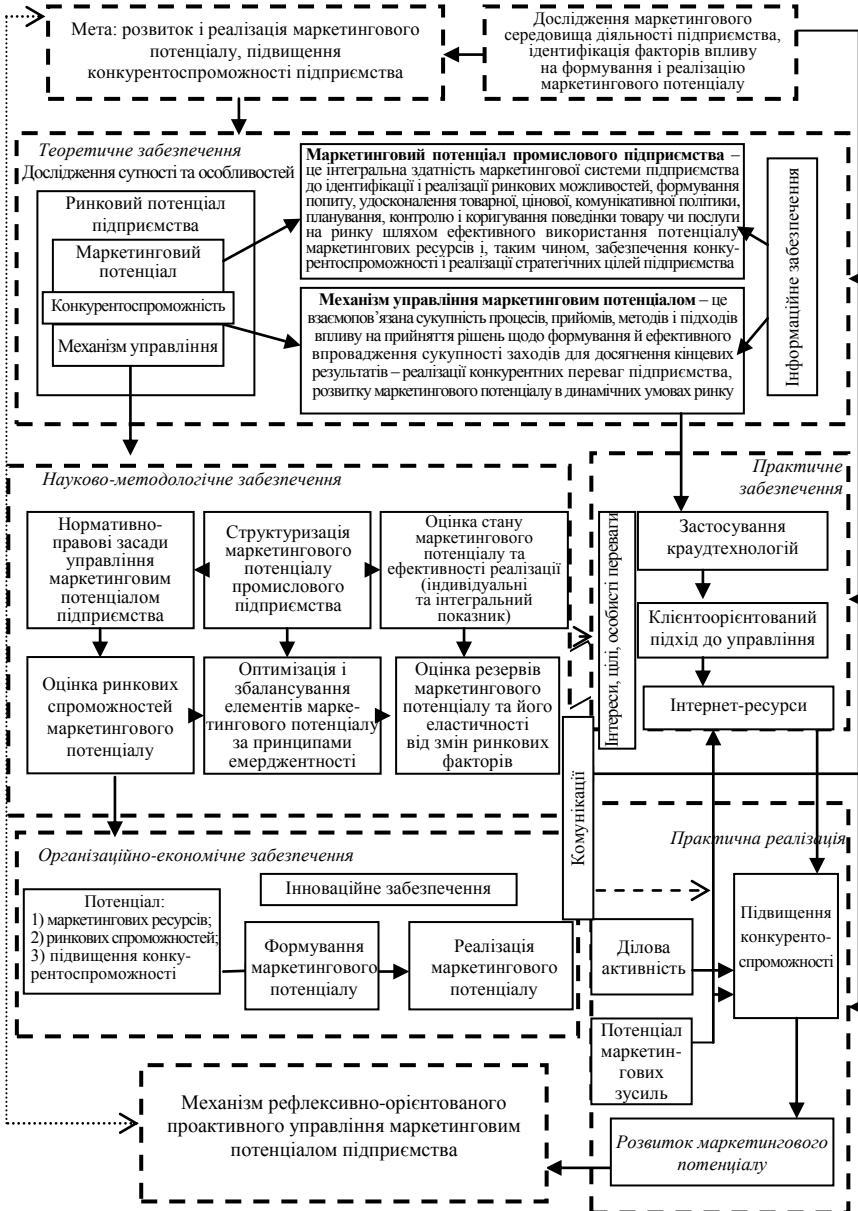 Мета: розвиток і реалізація маркетингового
потенціалу, підвищення
конкурентоспроможності підприємства
Дослідження маркетингового
середовища діяльності підприємства,
ідентифікація факторів впливу
на формування і реалізацію
маркетингового потенціалу
Теоретичне забезпечення
Дослідження сутності та особливостей
Ринковий потенціал
підприємства
Маркетинговий
потенціал
Конкурентоспроможність
Механізм управління
Маркетинговий потенціал промислового підприємства –
це інтегральна здатність маркетингової системи підприємства
до ідентифікації і реалізації ринкових можливостей, формування
попиту, удосконалення товарної, цінової, комунікативної політики,
планування, контролю і коригування поведінки товару чи послуги
на ринку шляхом ефективного використання потенціалу
маркетингових ресурсів і, таким чином, забезпечення конку-
рентоспроможності і реалізації стратегічних цілей підприємства
Механізм управління маркетинговим потенціалом – це
взаємопов’язана сукупність процесів, прийомів, методів і підходів
впливу на прийняття рішень щодо формування й ефективного
впровадження сукупності заходів для досягнення кінцевих
результатів – реалізації конкурентних переваг підприємства,
розвитку маркетингового потенціалу в динамічних умовах ринку
Інформаційне забезпечення
Науково-методологічне забезпечення
Нормативно-
правові засади
управління
маркетинговим
потенціалом
підприємства
Структуризація
маркетингового
потенціалу
промислового
підприємства
Оцінка стану
маркетингового
потенціалу та
ефективності реалізації
(індивідуальні
та інтегральний
показник)
Оцінка ринкових
спроможностей
маркетингового
потенціалу
Оптимізація і
збалансування
елементів марке-
тингового потенціалу
за принципами
емерджентності
Оцінка резервів
маркетингового
потенціалу та його
еластичності
від змін ринкових
факторів
Практичне
забезпечення
Інтереси, цілі, особисті переваги
Застосування
краудтехнологій
Клієнтоорієнтований
підхід до управління
Інтернет-ресурси
Комунікації
Організаційно-економічне забезпечення
Інноваційне забезпечення
Потенціал:
1) маркетингових ресурсів;
2) ринкових спроможностей;
3) підвищення конку-
рентоспроможності
Формування
маркетингового
потенціалу
Реалізація
маркетингового
потенціалу
Практична реалізація
Підвищення
конкуренто-
спроможності
Ділова
активність
Потенціал
маркетин-
гових
зусиль
Розвиток маркетингового
потенціалу
Механізм рефлексивно-орієнтованого
проактивного управління маркетинговим
потенціалом підприємства